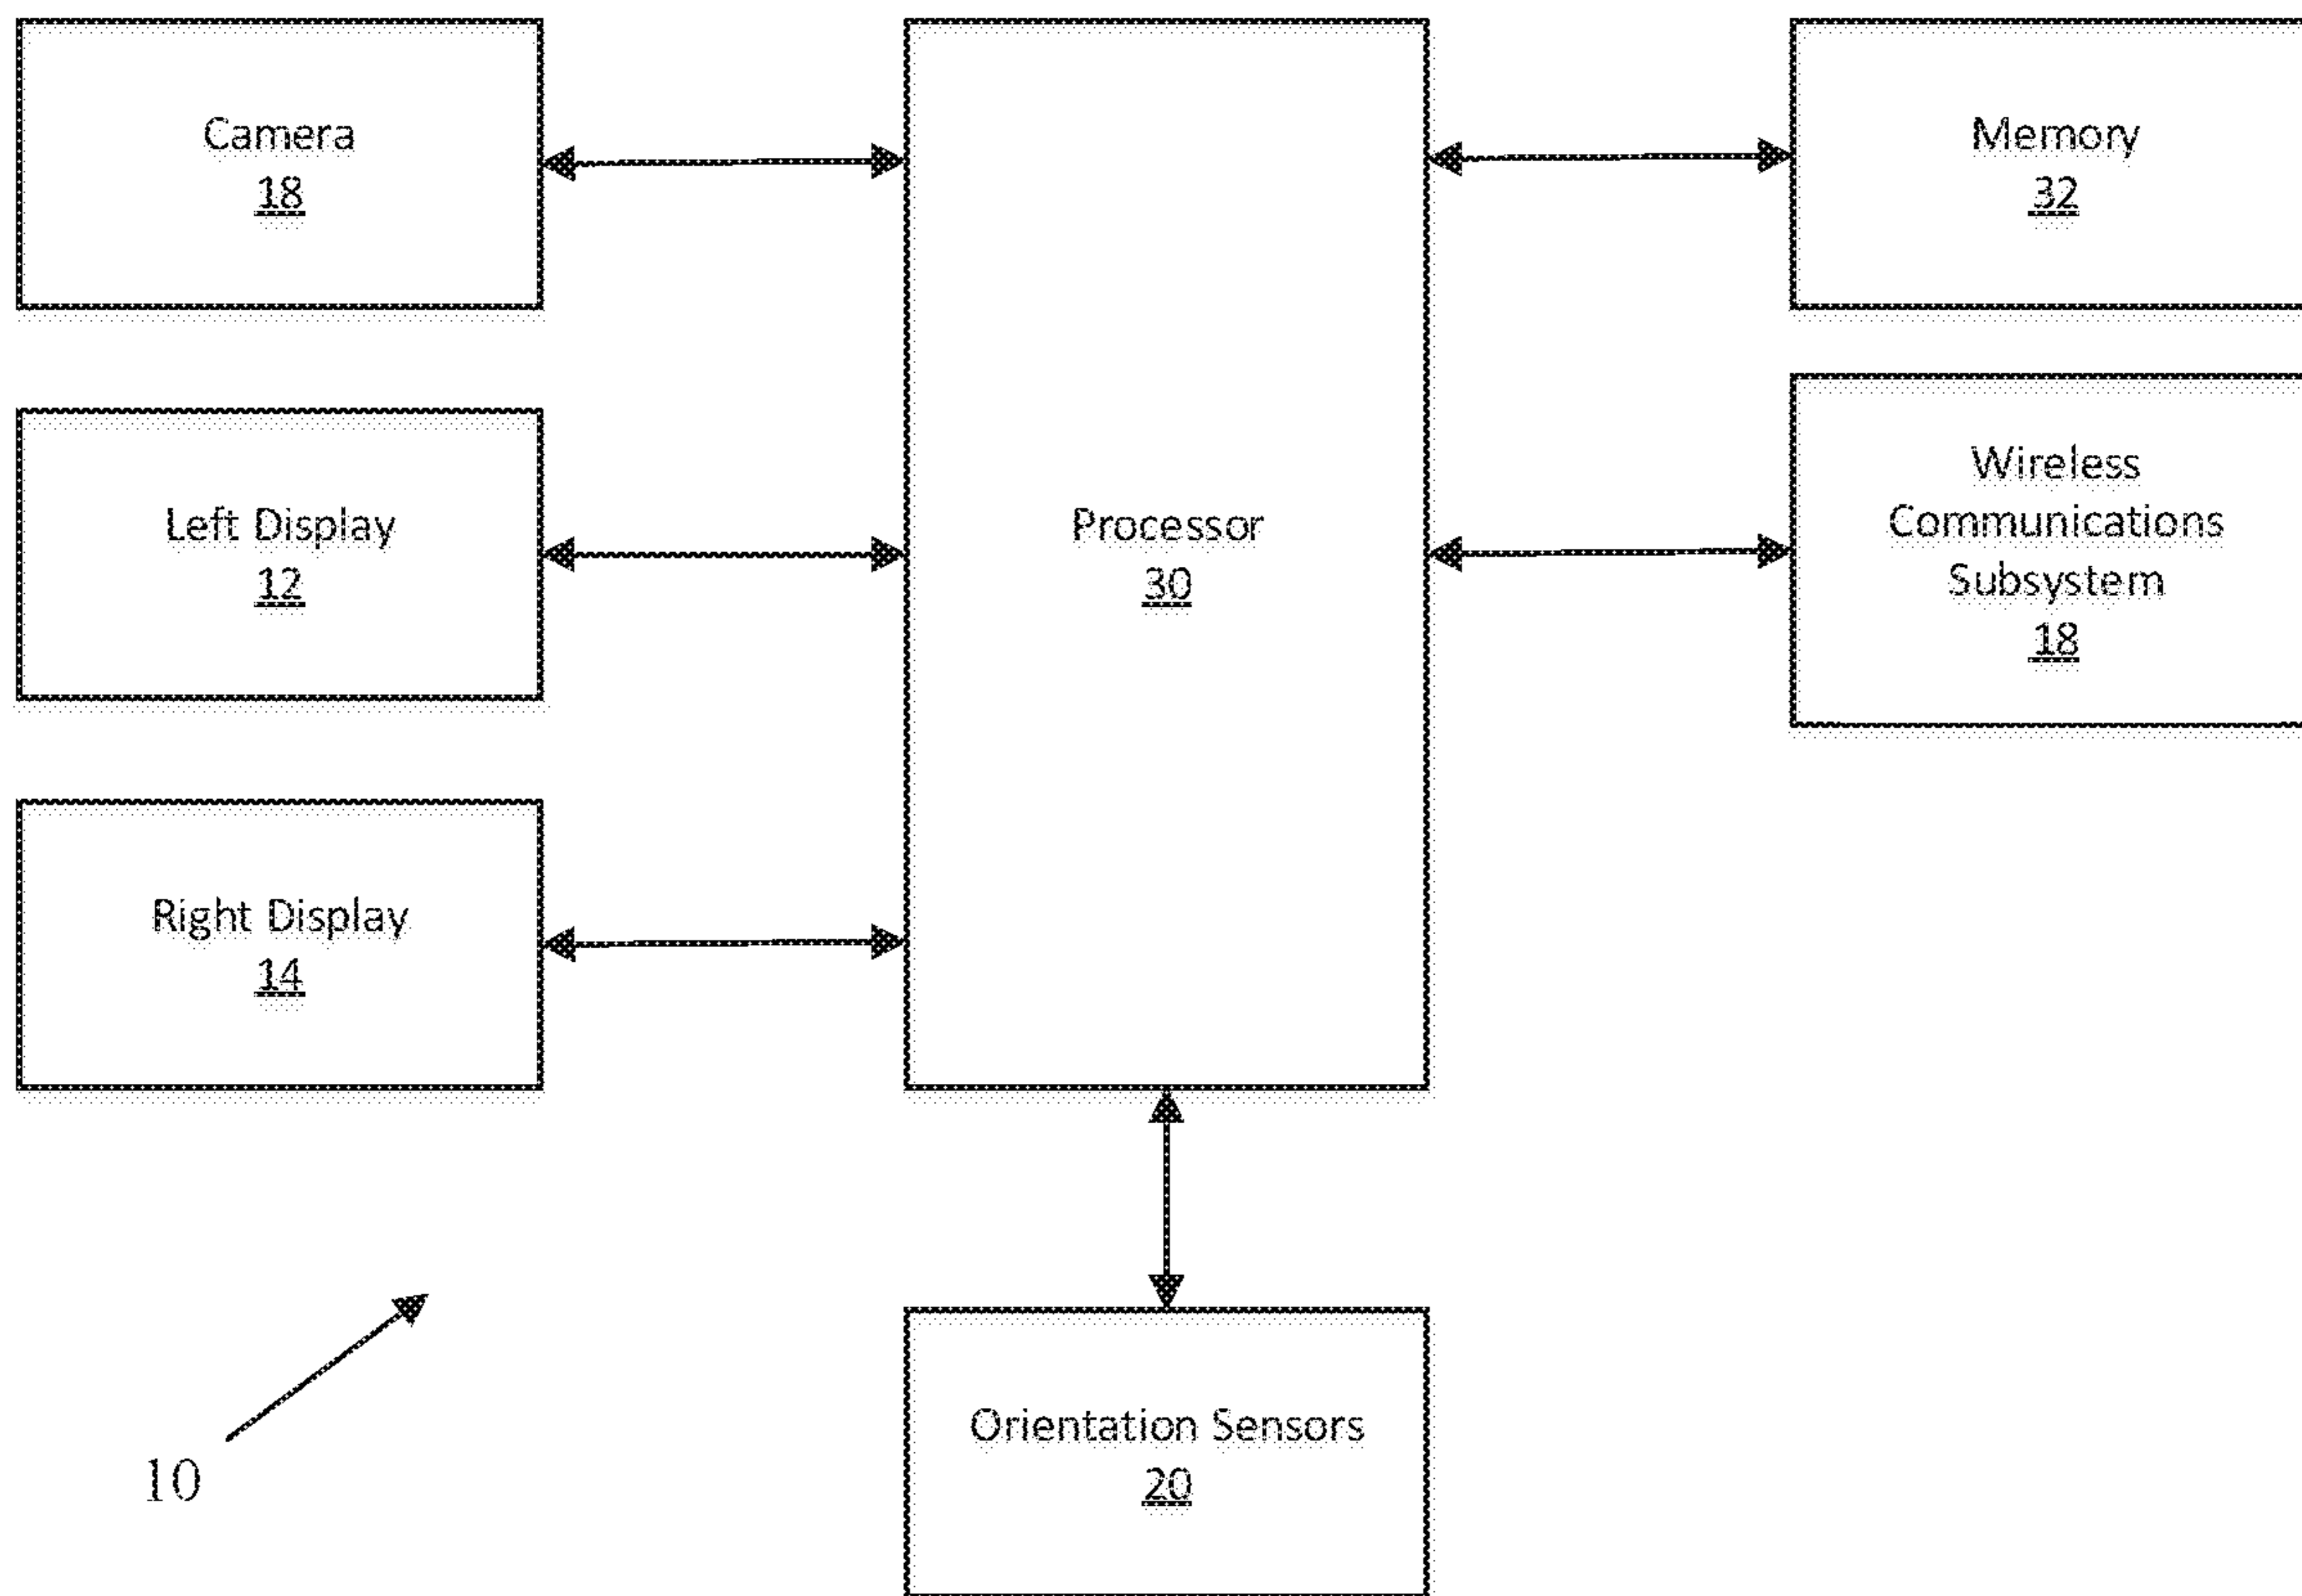 Camera
18
Processor
30
Memory
32
Left Display
12
Wireless
Communications
Subsystem
18
Right Display
14
Orientation Sensors
20
10